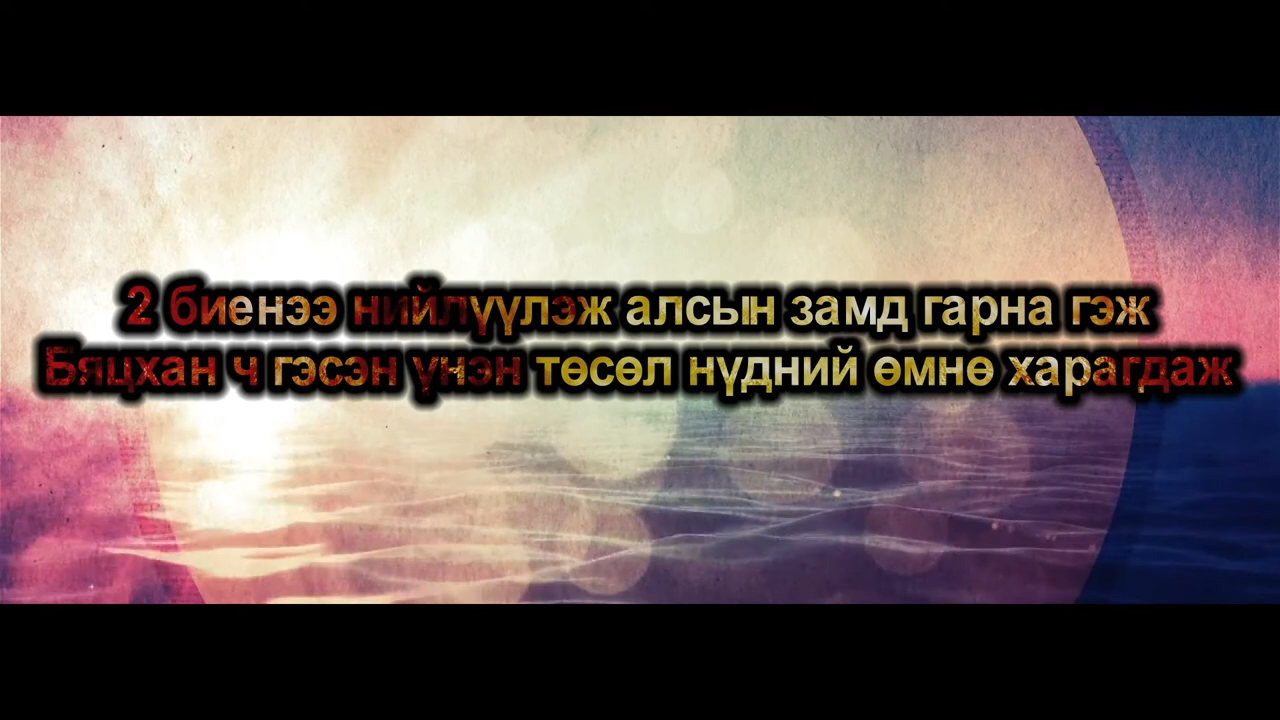 2 биенээ нийлүүлэж алсын замд гарна гэж
Бяцхан ч гэсэн үнэн төсөл нүдний өмнө харагдаж